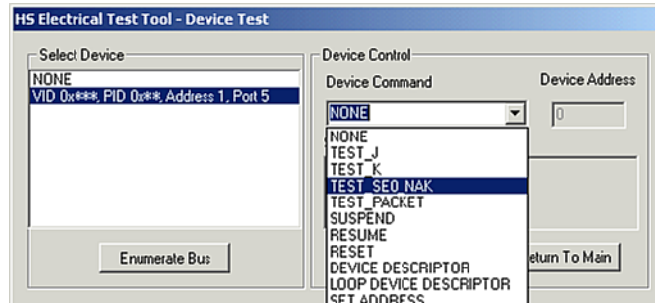 HS Electrical Test Tool - Device Test
Select Device
NONE
VID 0x***, PID 0x**, Address 1, Port 5
Enumerate Bus
Device Control
Device Command
Device Address
NONE
0
NONE
TEST_J
TEST_K
TEST_SE0_NAK
TEST_PACKET
SUSPEND
RESUME
RESET
DEVICE DESCRIPTOR
LOOP DEVICE DESCRIPTOR
SET ADDRESS
eturn To Main